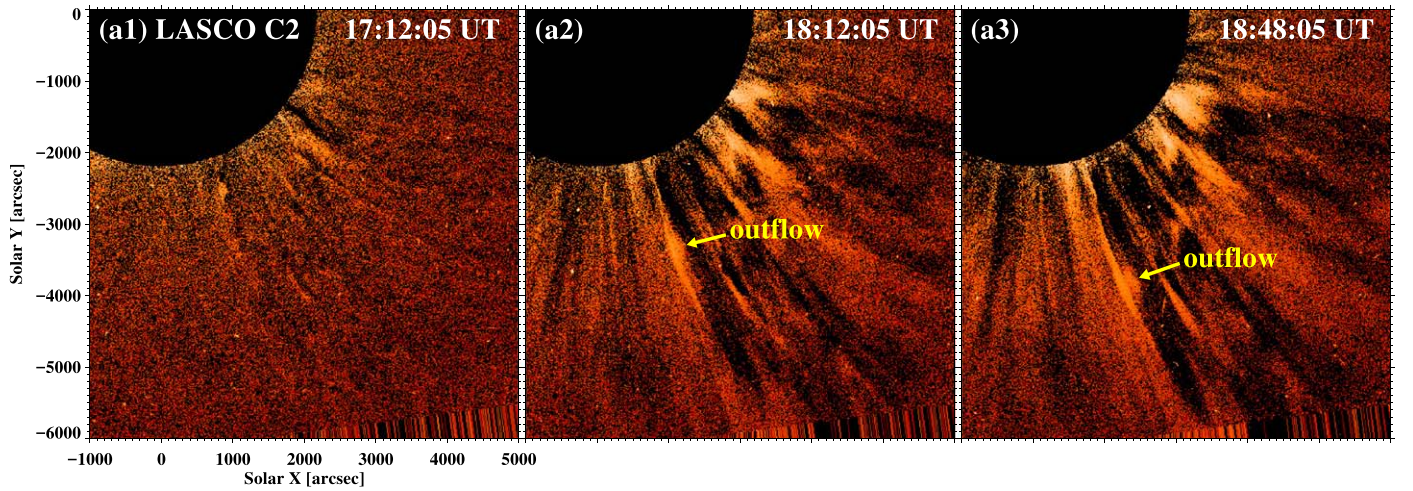 (a1) LASCO C2 17:12:05 UT
(a2) 18:12:05 UT
(a3) 18:48:05 UT
0
−1000
−2000
−3000
−4000
−5000
−6000
Solar Y [arcsec]
outflow
outflow
−1000 0 1000 2000 3000 4000 5000
Solar X [arcsec]